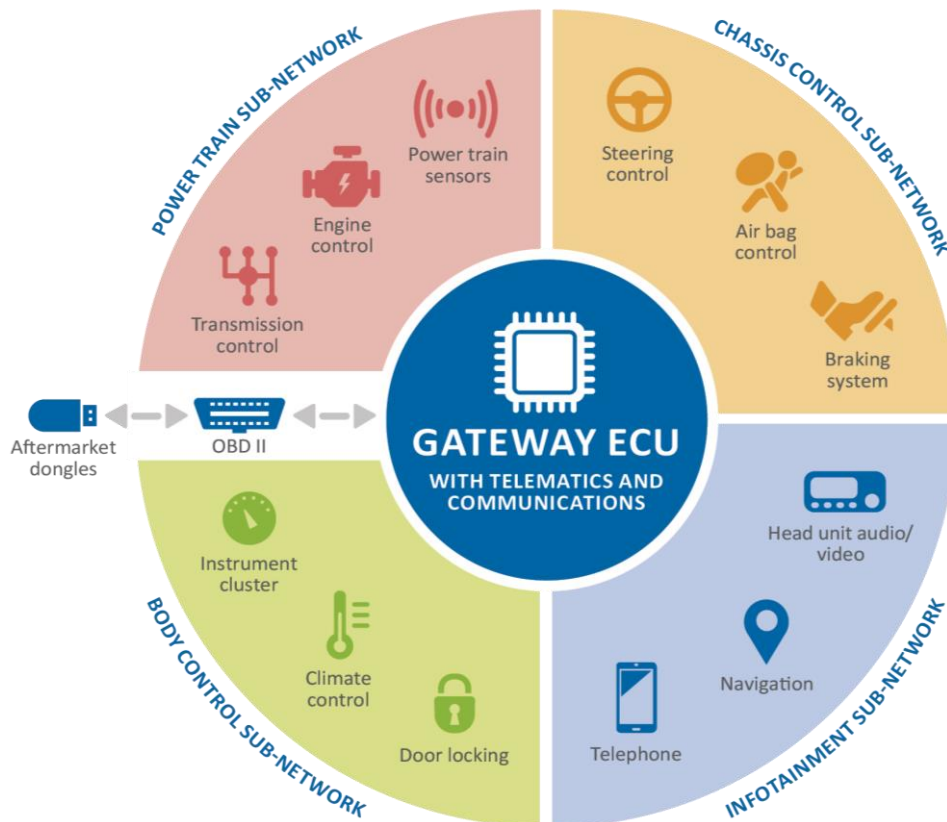 POWER TRAIN SUB-NETWORK
Power train
sensors
Engine
control
Transmission
control
CHASSIS CONTROL SUB-NETWORK
Steering
control
Air bag
control
Braking
system
Aftermarket
dongles
OBD II
GATEWAY ECU
WITH TELEMATICS AND
COMMUNICATIONS
BODY CONTROL SUB-NETWORK
Instrument
cluster
Climate
control
Door locking
INFOTAINMENT SUB-NETWORK
Head unit audio/
video
Navigation
Telephone